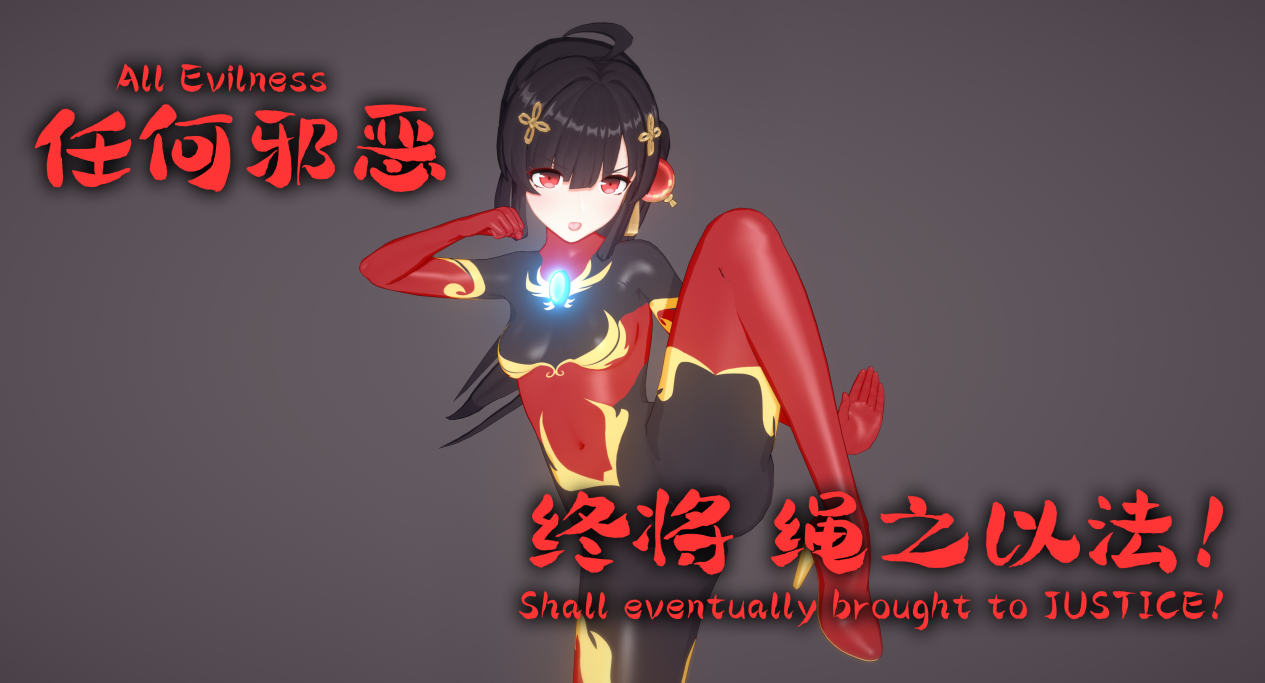 All Evilness
任何邪恶
终将 绳之以法!
Shall eventually brought to JUSTICE!